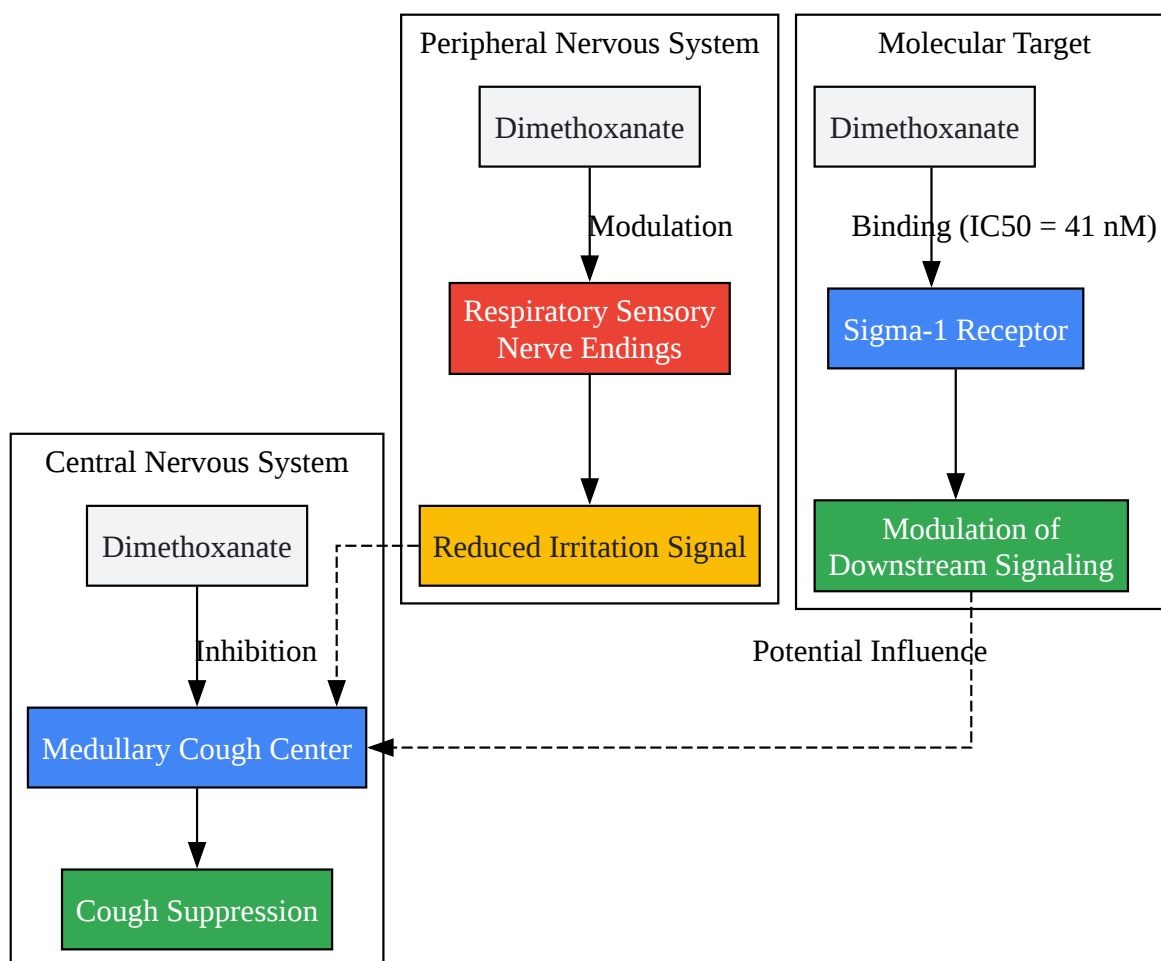 Peripheral Nervous System
Dimethoxanate
Modulation
Respiratory Sensory
Nerve Endings
Reduced Irritation Signal
Molecular Target
Dimethoxanate
Binding (IC50 = 41 nM)
Sigma-1 Receptor
Modulation of
Downstream Signaling
Potential Influence
Central Nervous System
Dimethoxanate
Inhibition
Medullary Cough Center
Cough Suppression